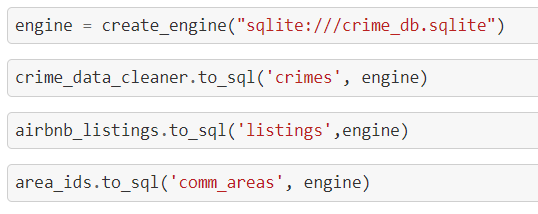 engine = create_engine("sqlite:///crime_db.sqlite")
crime_data_cleaner.to_sql('crimes', engine)
airbnb_listings.to_sql('listings',engine)
area_ids.to_sql('comm_areas', engine)